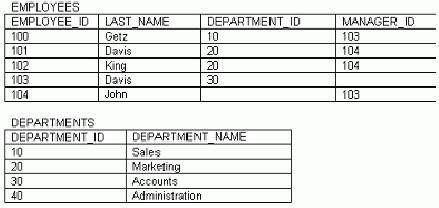 EMPLOYEES
EMPLOYEE_ID LAST_NAME DEPARTMENT_ID MANAGER_ID
100 Getz 10 103
101 Davis 20 104
102 King 20 104
103 Davis 30
104 John 103
DEPARTMENTS
DEPARTMENT_ID DEPARTMENT_NAME
10 Sales
20 Marketing
30 Accounts
40 Administration